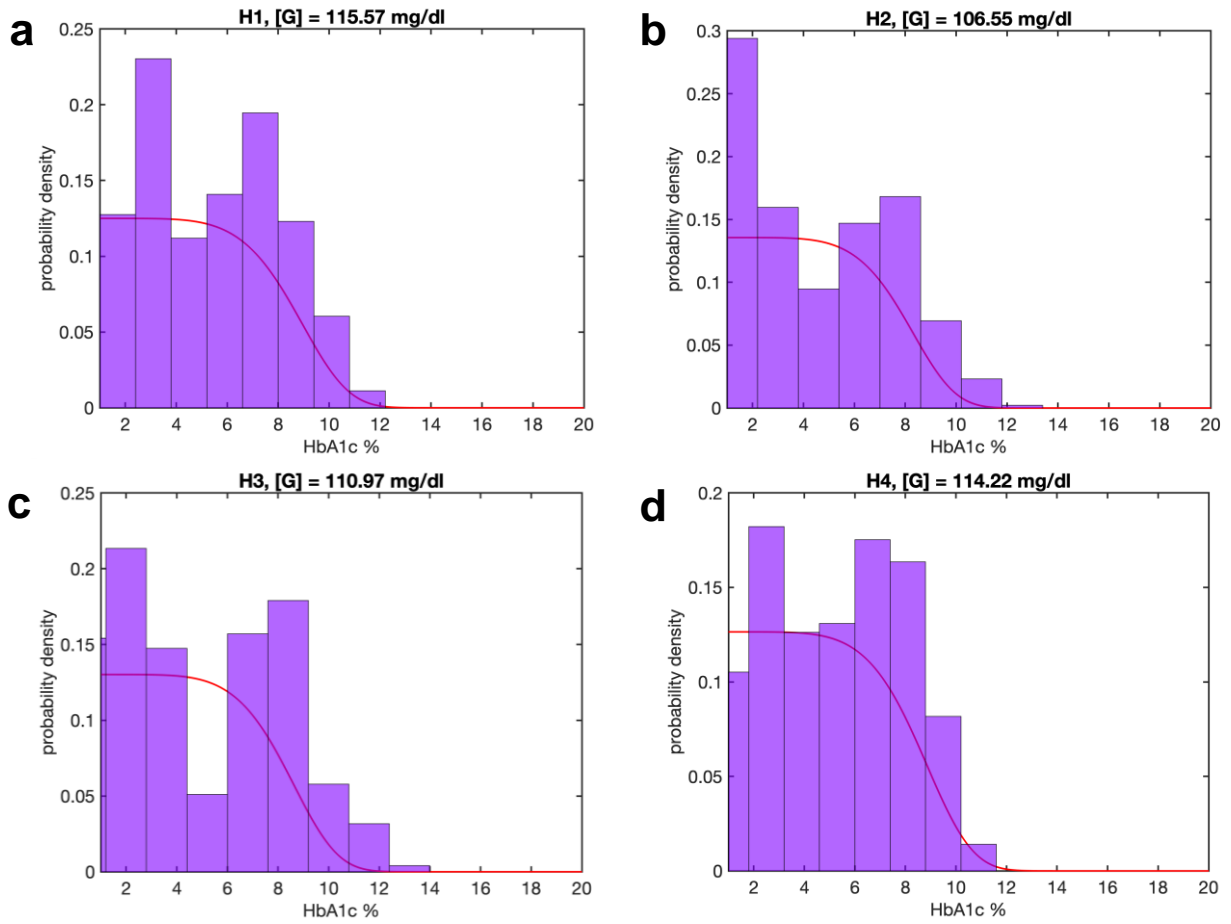 a
H1, [G] = 115.57 mg/dl
0.25
0.2
0.15
0.1
0.05
0
probability density
2 4 6 8 10 12 14 16 18 20
HbA1c %
b
H2, [G] = 106.55 mg/dl
0.3
0.25
0.2
0.15
0.1
0.05
0
probability density
2 4 6 8 10 12 14 16 18 20
HbA1c %
c
H3, [G] = 110.97 mg/dl
0.25
0.2
0.15
0.1
0.05
0
probability density
2 4 6 8 10 12 14 16 18 20
HbA1c %
d
H4, [G] = 114.22 mg/dl
0.2
0.15
0.1
0.05
0
probability density
2 4 6 8 10 12 14 16 18 20
HbA1c %